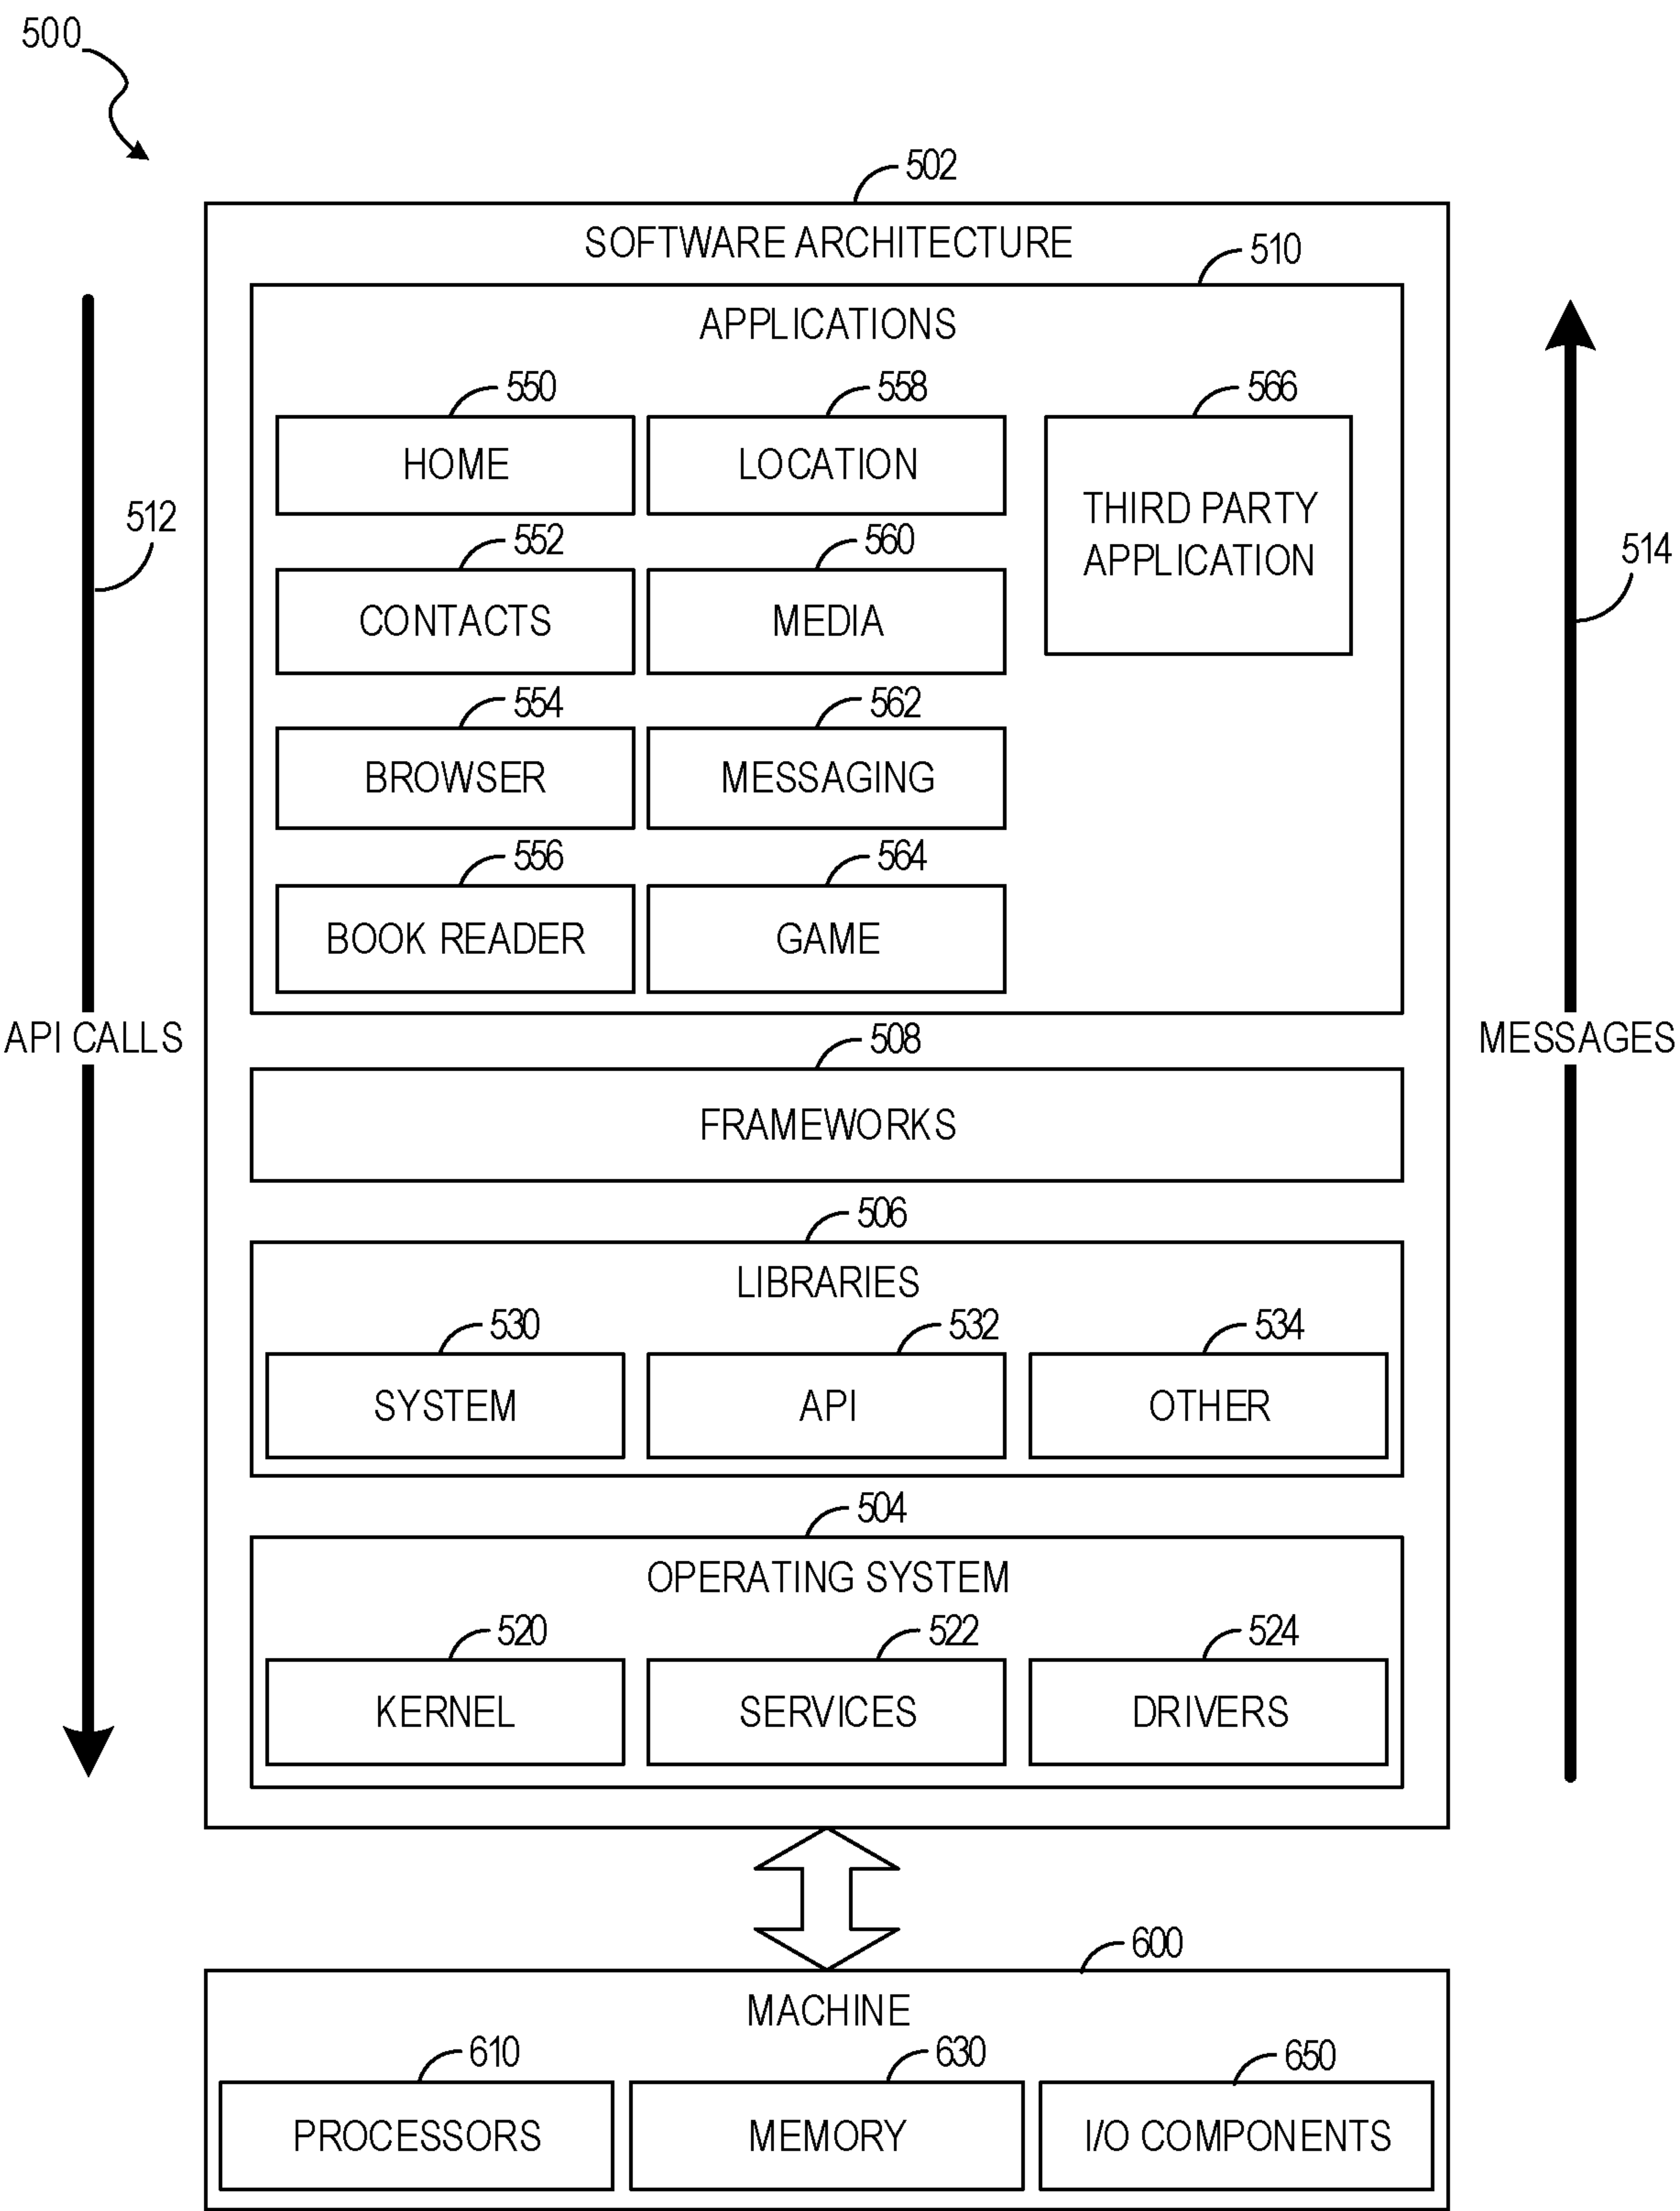 500
502
SOFTWARE ARCHITECTURE
510
APPLICATIONS
550
558
566
HOME
LOCATION
THIRD PARTY
APPLICATION
512
514
552
560
CONTACTS
MEDIA
554
562
BROWSER
MESSAGING
556
564
BOOK READER
GAME
API CALLS
MESSAGES
508
FRAMEWORKS
506
LIBRARIES
530
532
534
SYSTEM
API
OTHER
504
OPERATING SYSTEM
520
522
524
KERNEL
SERVICES
DRIVERS
600
MACHINE
610
630
650
PROCESSORS
MEMORY
I/O COMPONENTS